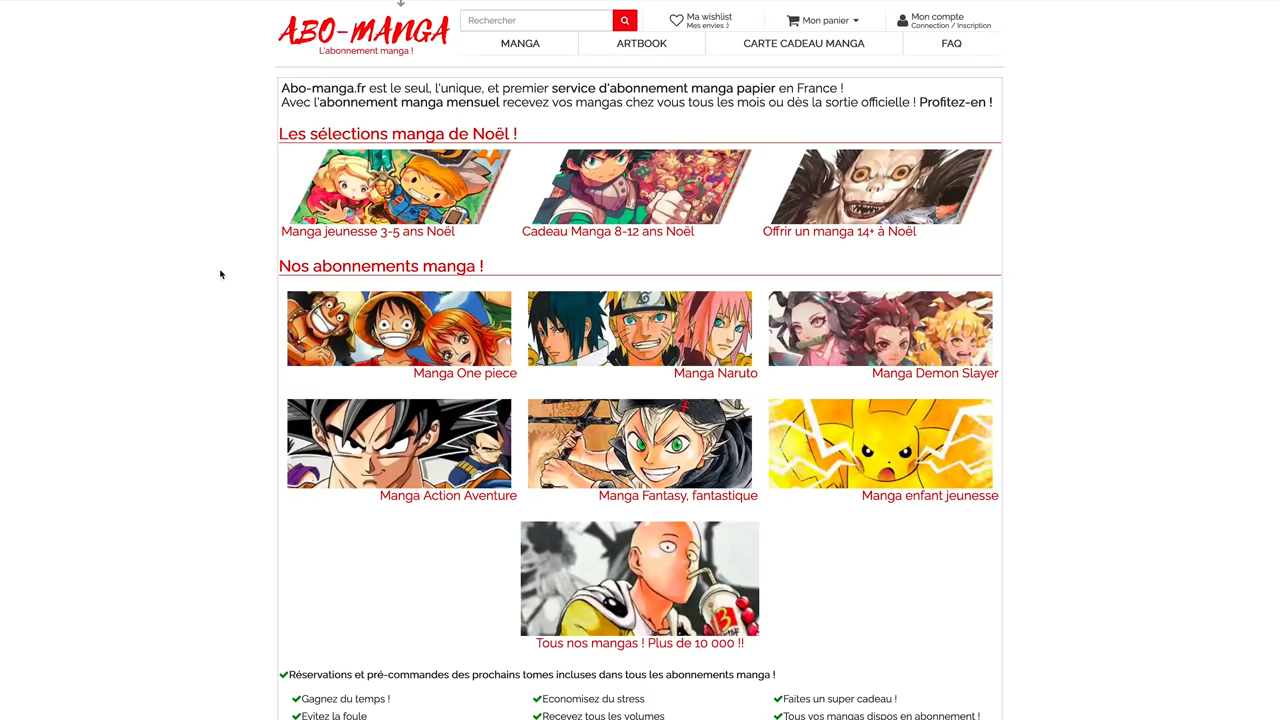 ABO-MANGA
L'abonnement manga !
Rechercher
Ma wishlist
Mes envies :)
Mon panier
Mon compte
Connection / Inscription
MANGA
ARTBOOK
CARTE CADEAU MANGA
FAQ
Abo-manga.fr est le seul, l'unique, et premier service d'abonnement manga papier en France !
Avec l'abonnement manga mensuel recevez vos mangas chez vous tous les mois ou dès la sortie officielle ! Profitez-en !
Les sélections manga de Noël !
Manga jeunesse 3-5 ans Noël
Cadeau Manga 8-12 ans Noël
Offrir un manga 14+ à Noël
Nos abonnements manga !
Manga One piece
Manga Naruto
Manga Demon Slayer
Manga Action Aventure
Manga Fantasy, fantastique
Manga enfant jeunesse
Tous nos mangas ! Plus de 10 000 !!
Réservations et pré-commandes des prochains tomes incluses dans tous les abonnements manga !
Gagnez du temps !
Economisez du stress
Faites un super cadeau !
Evitez la foule
Recevez tous les volumes
Tous vos mangas dispos en abonnement !